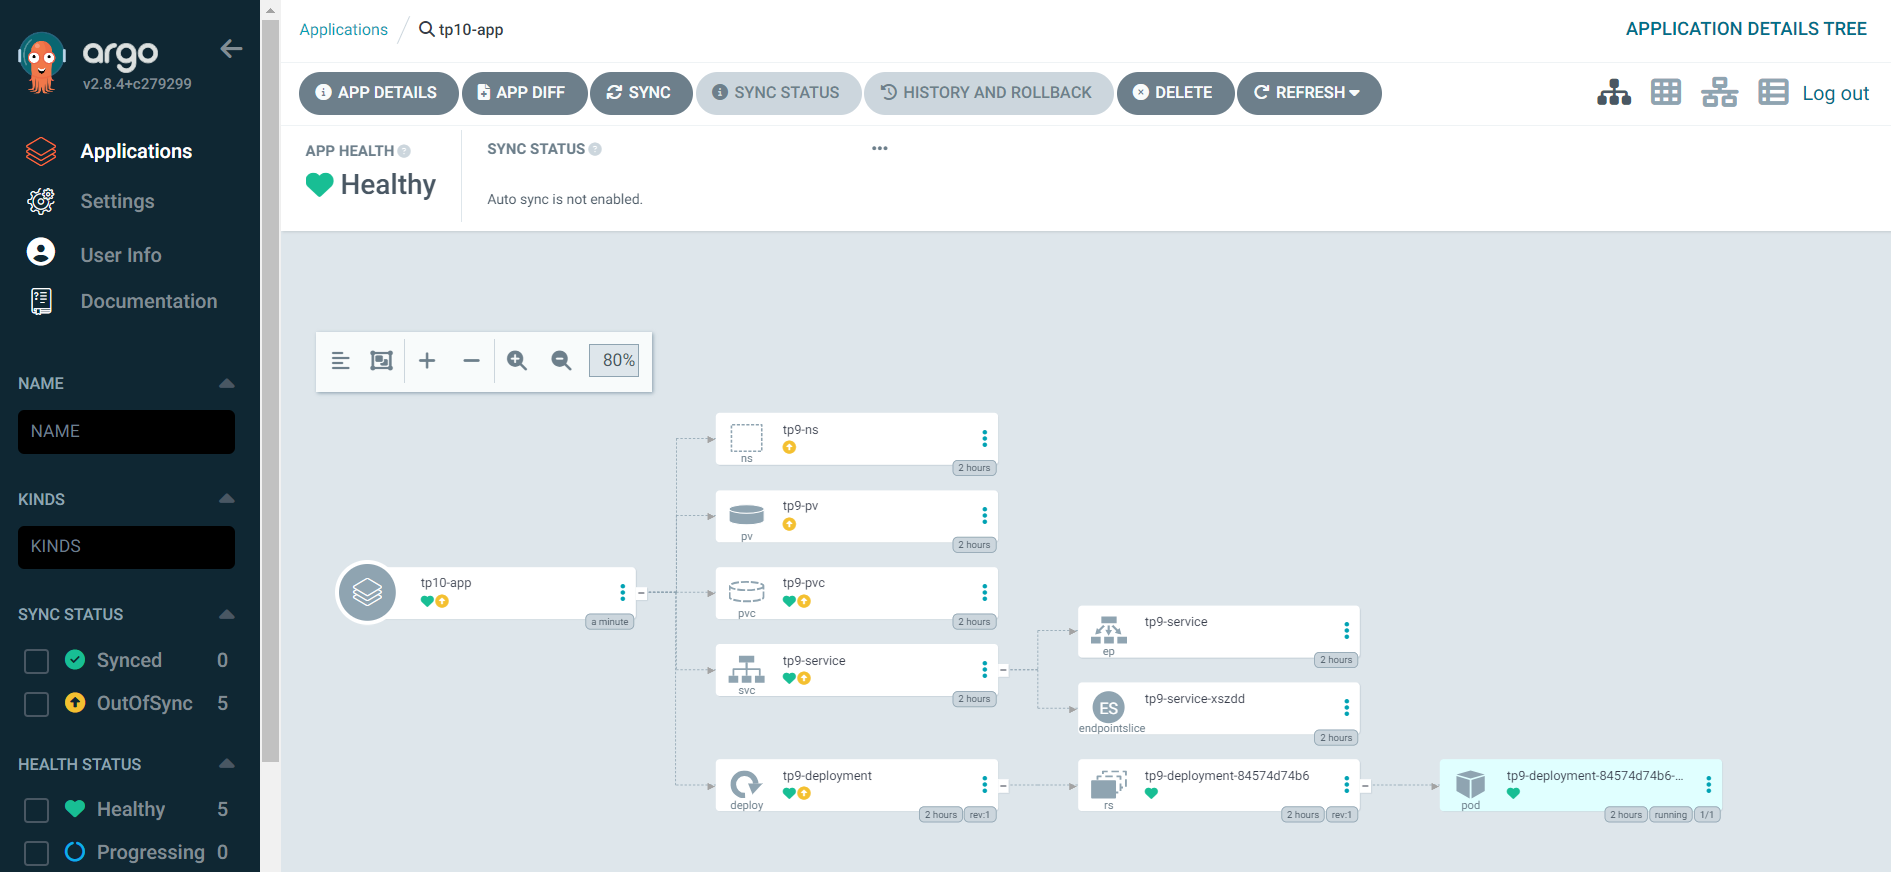 argo
v2.8.4+c279299
Applications
Settings
User Info
Documentation
NAME
NAME
KINDS
KINDS
SYNC STATUS
Synced 0
OutOfSync 5
HEALTH STATUS
Healthy 5
Progressing 0
Applications / tp10-app
APPLICATION DETAILS TREE
APP DETAILS
APP DIFF
SYNC
SYNC STATUS
HISTORY AND ROLLBACK
DELETE
REFRESH
Log out
APP HEALTH
Healthy
SYNC STATUS
Auto sync is not enabled.
80%
tp10-app
a minute
tp9-ns
ns
2 hours
tp9-pv
pv
2 hours
tp9-pvc
pvc
2 hours
tp9-service
svc
2 hours
tp9-service
ep
2 hours
ES
tp9-service-xszdd
endpointslice
2 hours
tp9-deployment
deploy
2 hours rev:1
tp9-deployment-84574d74b6
rs
2 hours rev:1
tp9-deployment-84574d74b6-...
pod
2 hours running 1/1